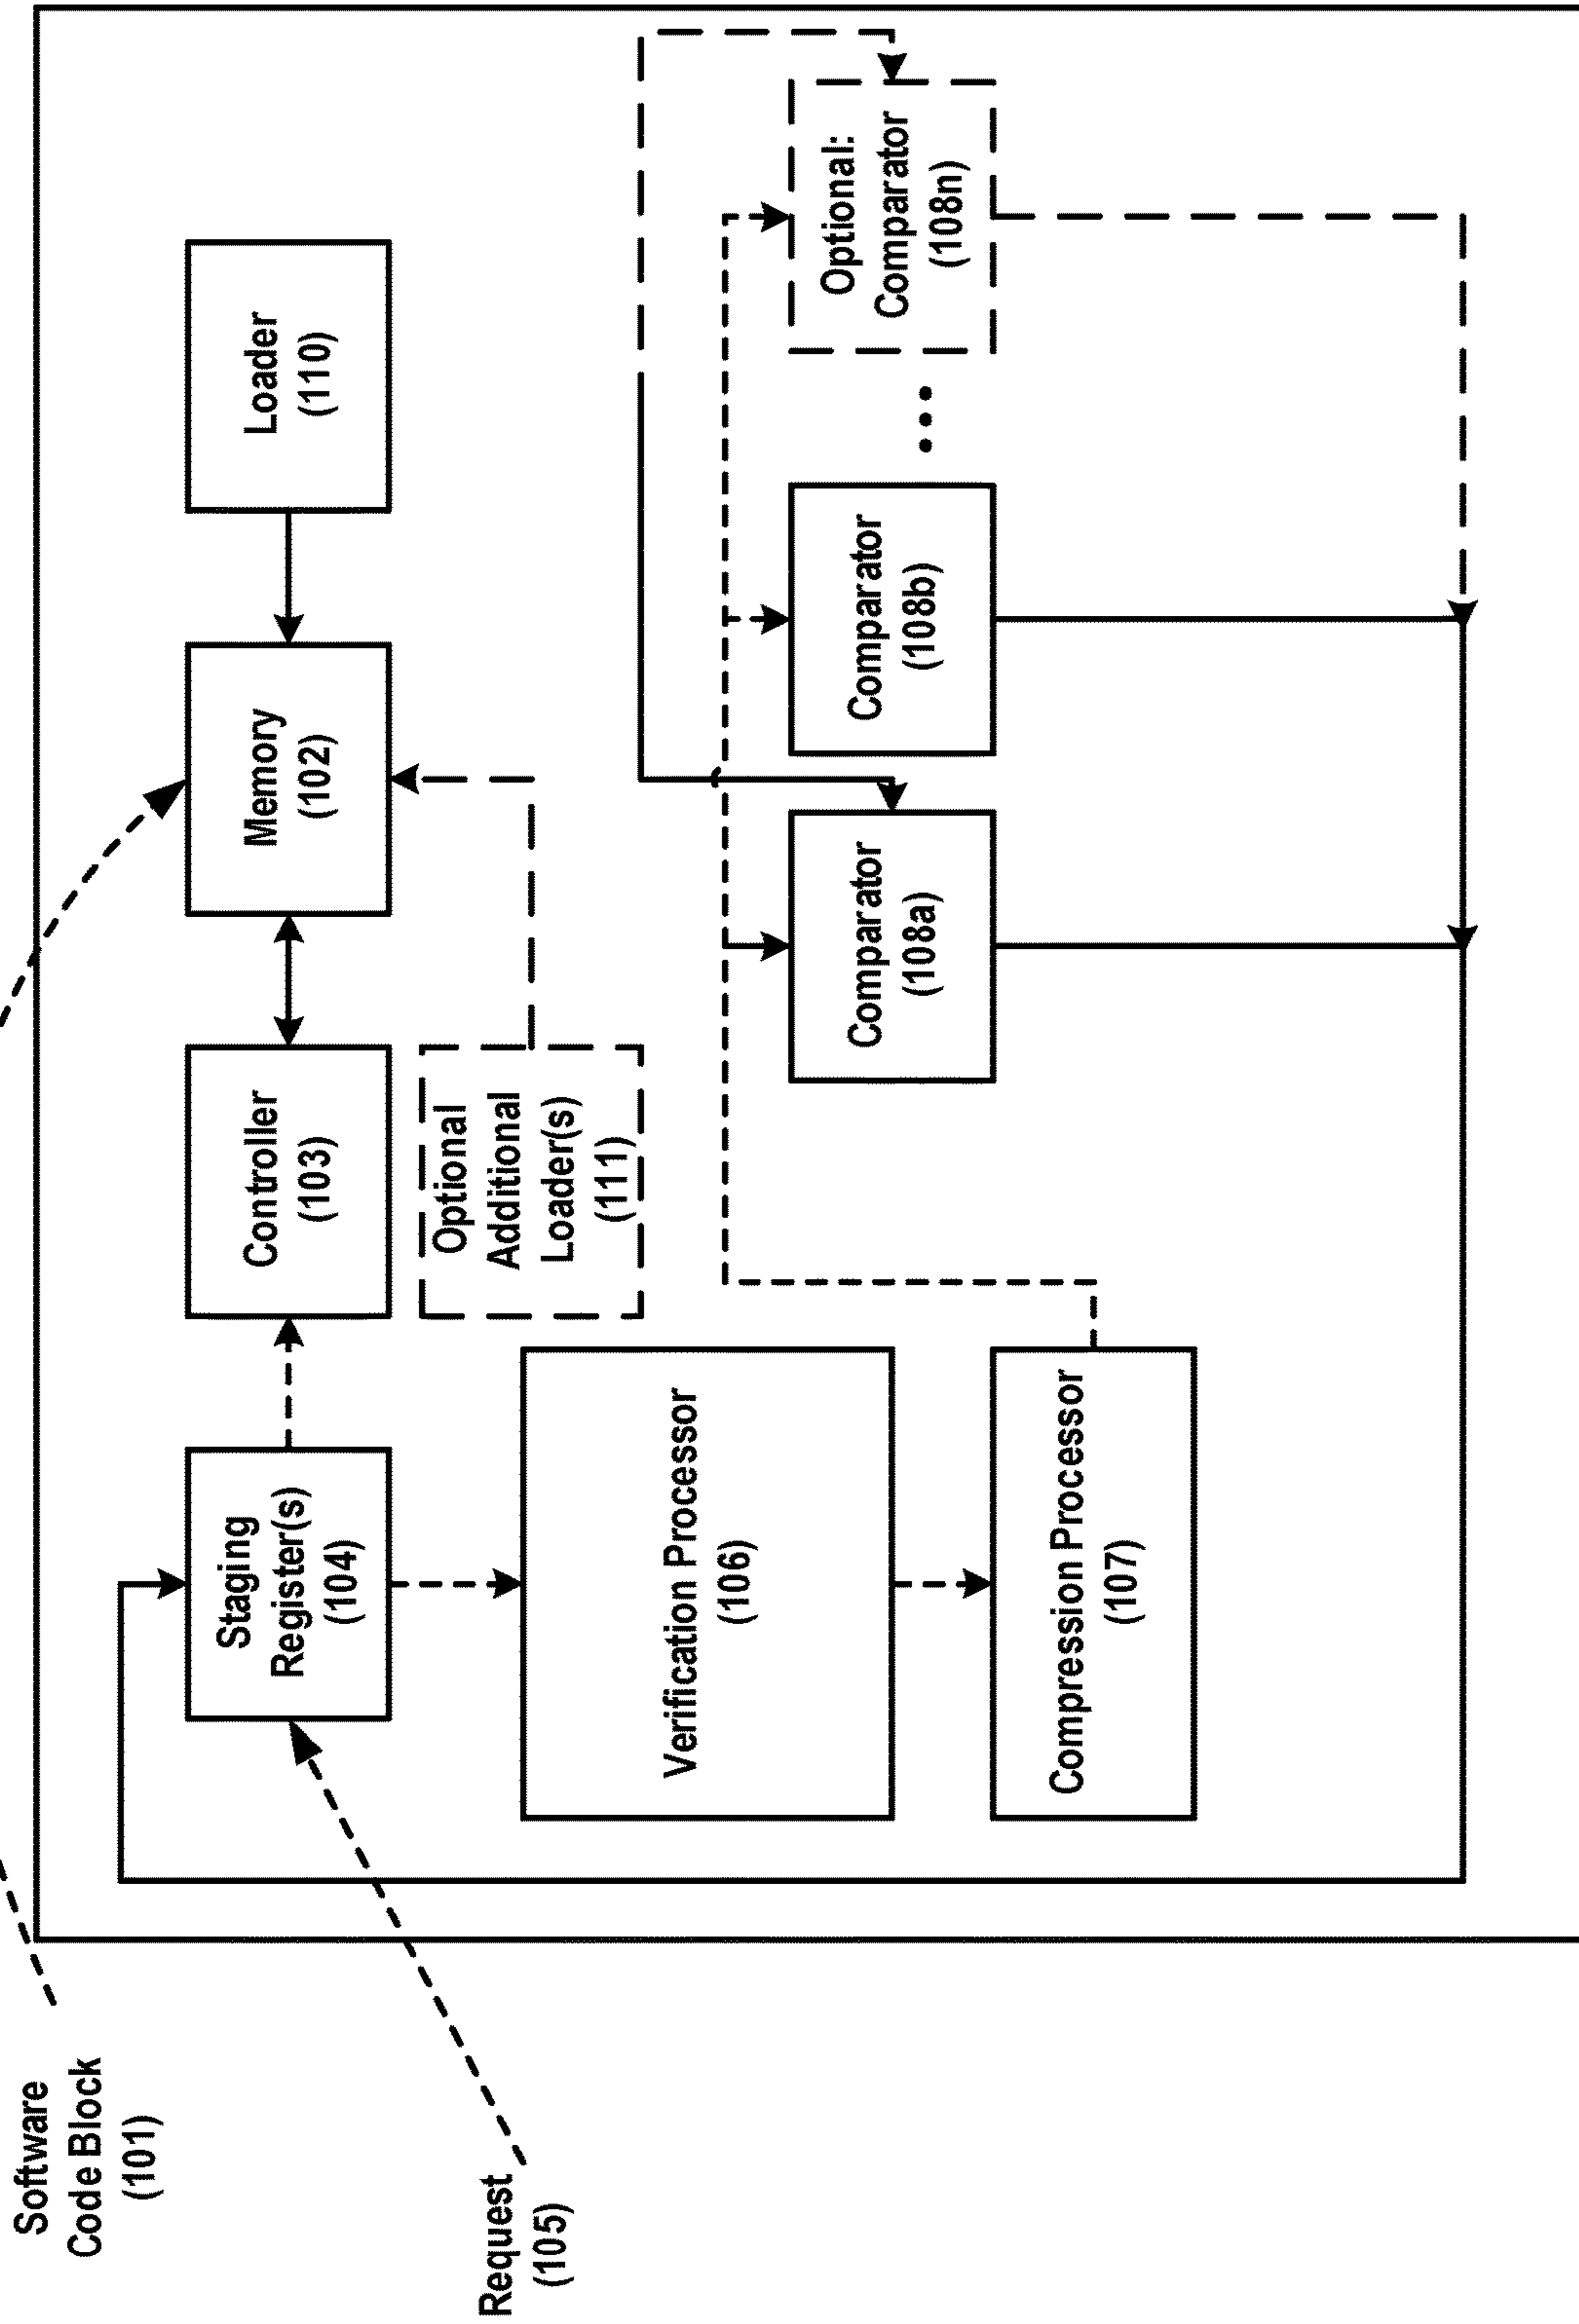 Software
Code Block
(101)
Request
(105)
Staging
Register(s)
(104)
Controller
(103)
Memory
(102)
Loader
(110)
Optional
Additional
Loader(s)
(111)
Verification Processor
(106)
Compression Processor
(107)
Comparator
(108a)
Comparator
(108b)
Optional:
Comparator
(108n)